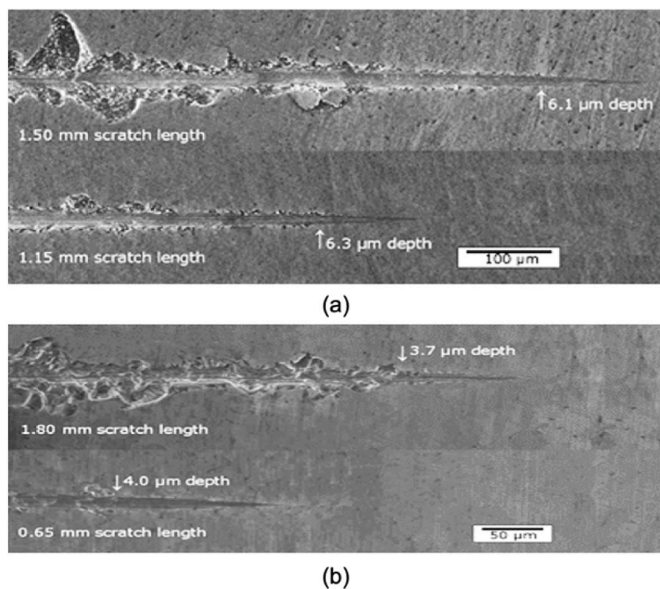 ↑6.1 µm depth
1.50 mm scratch length
↑6.3 µm depth
1.15 mm scratch length
100 µm
(a)
↓3.7 µm depth
1.80 mm scratch length
↓4.0 µm depth
0.65 mm scratch length
50 µm
(b)